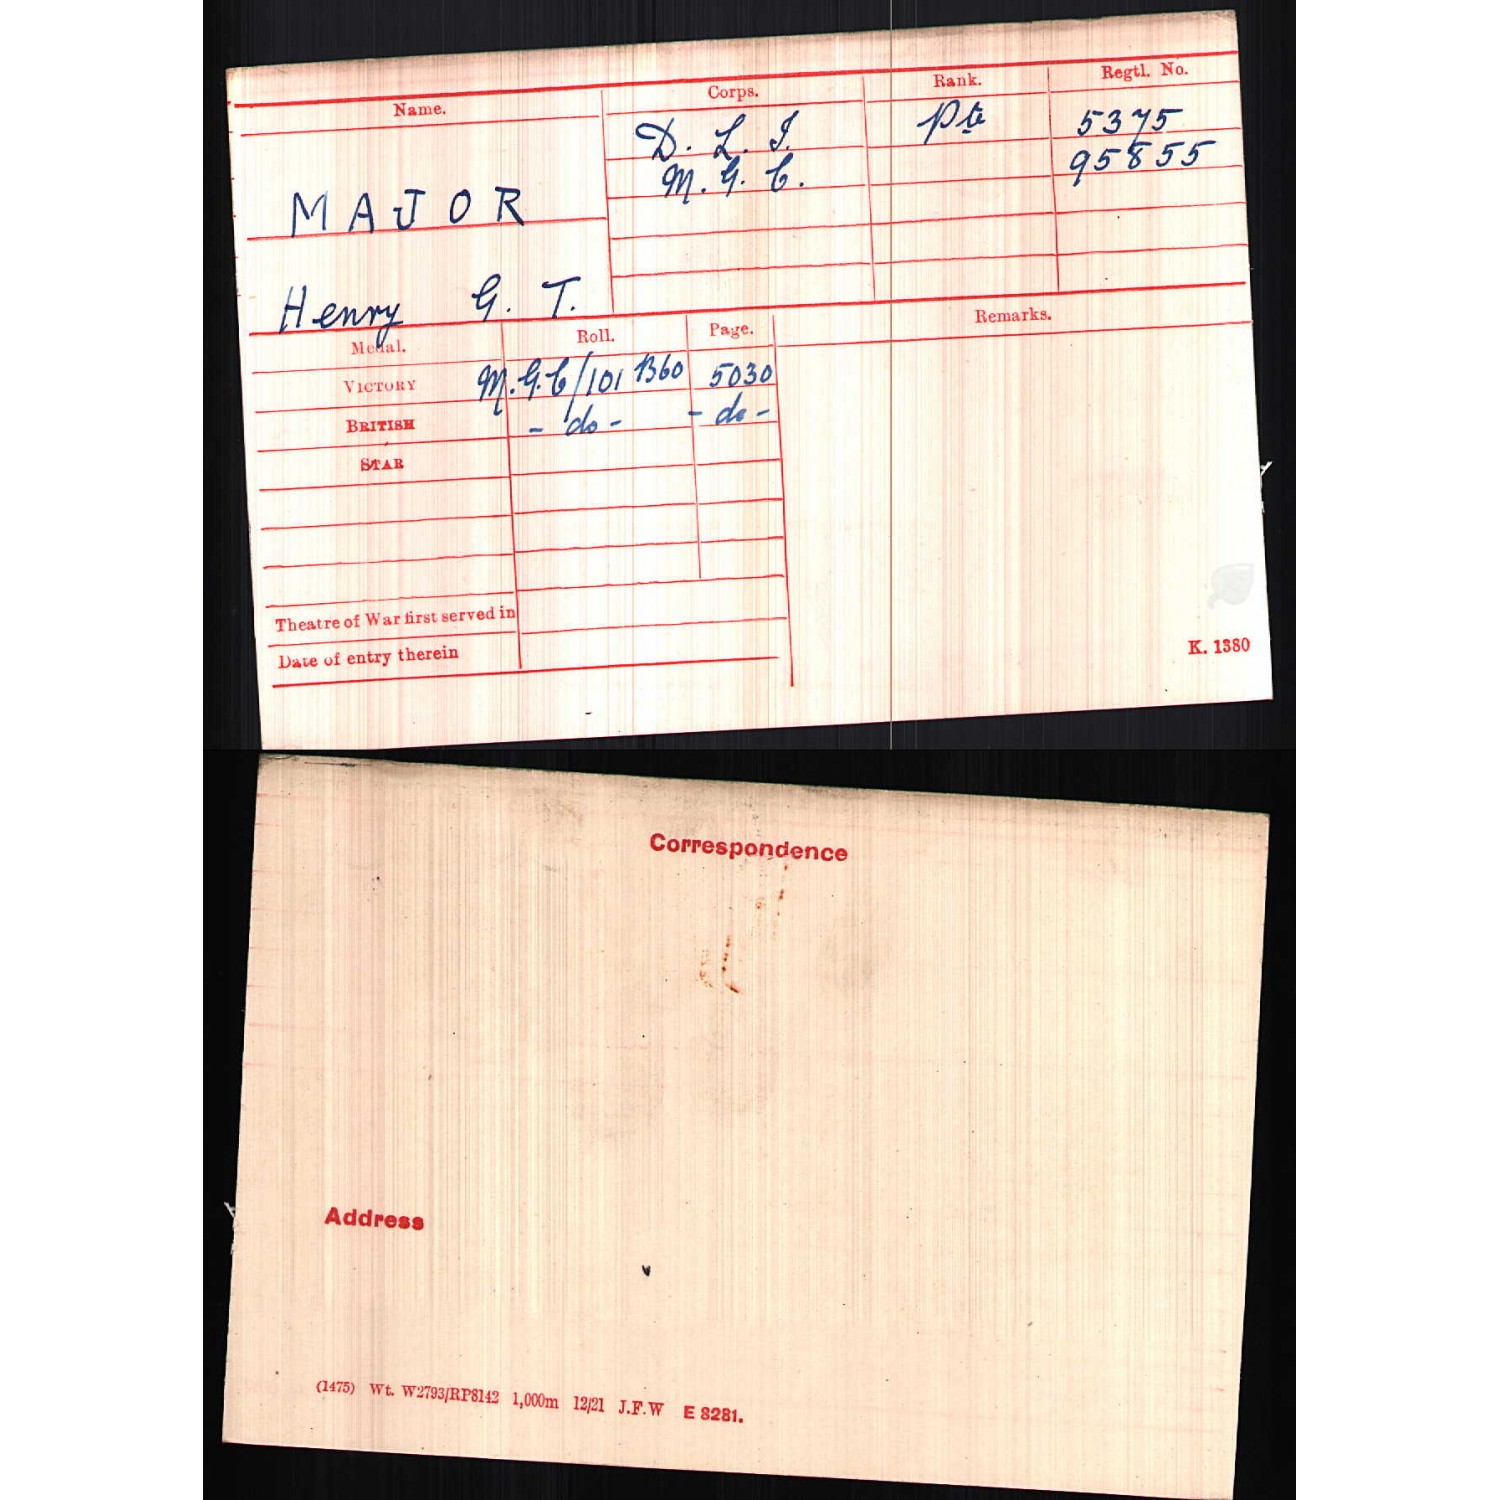 Name. Corps. Rank. Regtl. No.
D. L. I. Pte 5375
M. G. C. 95855
MAJOR
Henry G. T.
Medal. Roll. Page. Remarks.
VICTORY M.G.C/101 B60 5030
BRITISH - do - - do -
STAR
Theatre of War first served in
Date of entry therein
K. 1380
Correspondence
Address
(1475) Wt. W2793/RP8142 1,000m 12/21 J.F.W E 8281.